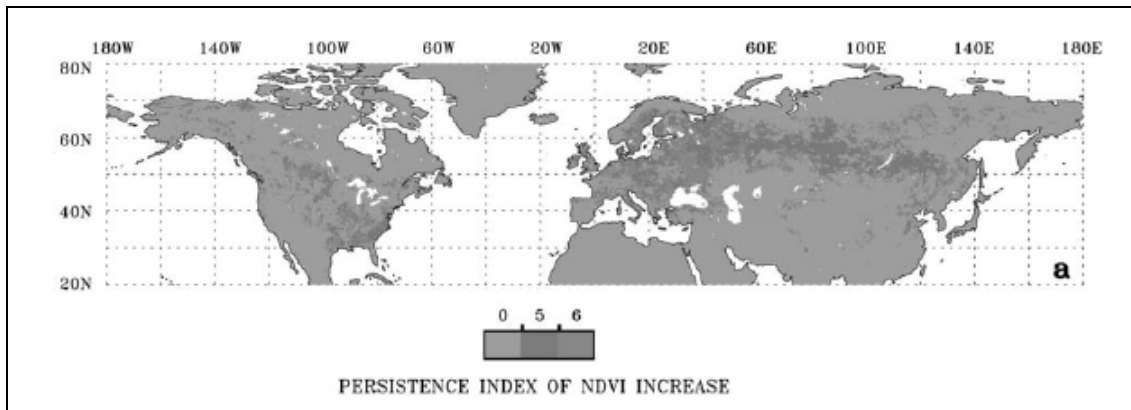 180W 140W 100W 60W 20W 20E 60E 100E 140E 180E
80N
60N
40N
20N
a
0 5 6
PERSISTENCE INDEX OF NDVI INCREASE